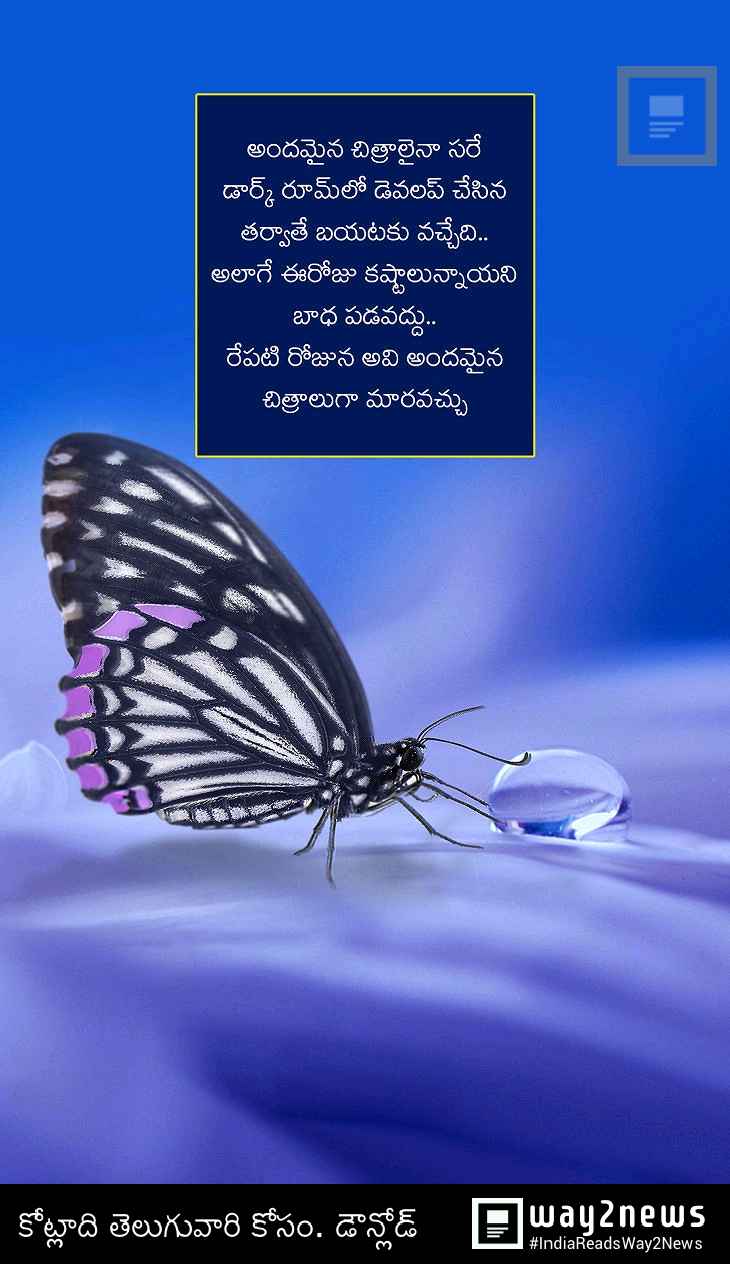 అందమైన చిత్రాలైనా సరే
డార్క్ రూమ్‌లో డెవలప్ చేసిన
తర్వాతే బయటకు వచ్చేది..
అలాగే ఈరోజు కష్టాలున్నాయని
బాధ పడవద్దు..
రేపటి రోజున అవి అందమైన
చిత్రాలుగా మారవచ్చు
కోట్లాది తెలుగువారి కోసం. డౌన్లోడ్
way2news
#IndiaReadsWay2News